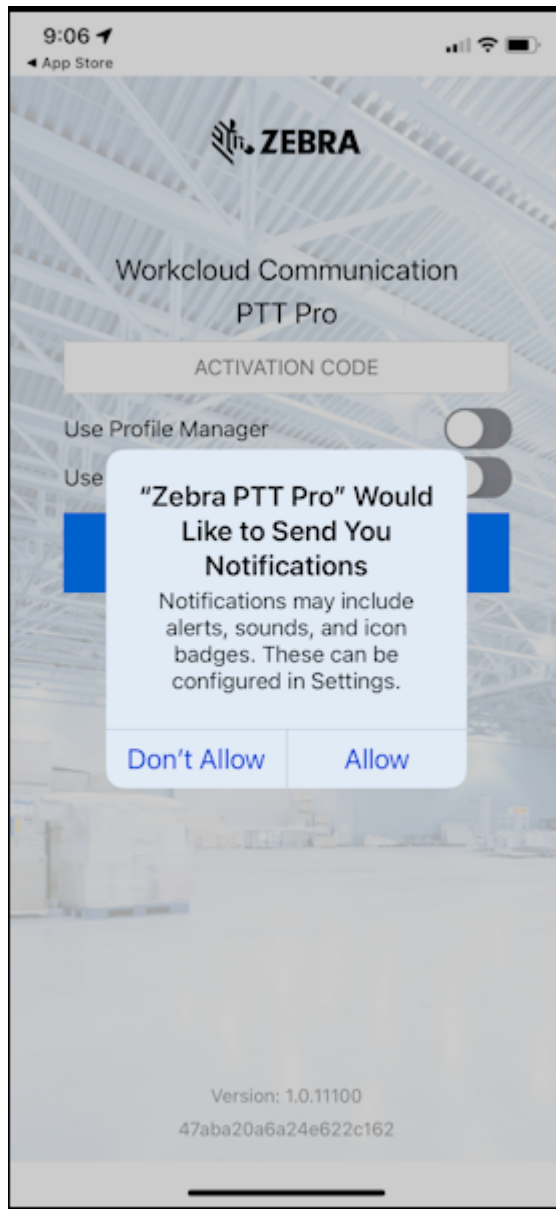 9:06
App Store
ZEBRA
Workcloud Communication
PTT Pro
ACTIVATION CODE
Use Profile Manager
Use
"Zebra PTT Pro" Would
Like to Send You
Notifications
Notifications may include
alerts, sounds, and icon
badges. These can be
configured in Settings.
Don't Allow Allow
Version: 1.0.11100
47aba20a6a24e622c162